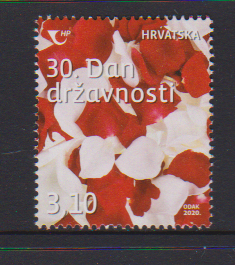 HP
HRVATSKA
30. Dan
državnosti
3,10
ODAK
2020.